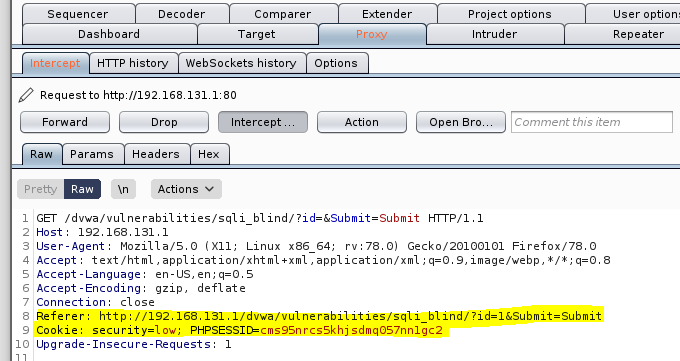 Sequencer Decoder Comparer Extender Project options User option
Dashboard Target Proxy Intruder Repeater
Intercept HTTP history WebSockets history Options
Request to http://192.168.131.1:80
Forward Drop Intercept ... Action Open Bro... Comment this item
Raw Params Headers Hex
Pretty Raw \n Actions
1 GET /dvwa/vulnerabilities/sqli_blind/?id=&Submit=Submit HTTP/1.1
2 Host: 192.168.131.1
3 User-Agent: Mozilla/5.0 (X11; Linux x86_64; rv:78.0) Gecko/20100101 Firefox/78.0
4 Accept: text/html,application/xhtml+xml,application/xml;q=0.9,image/webp,*/*;q=0.8
5 Accept-Language: en-US,en;q=0.5
6 Accept-Encoding: gzip, deflate
7 Connection: close
8 Referer: http://192.168.131.1/dvwa/vulnerabilities/sqli_blind/?id=1&Submit=Submit
9 Cookie: security=low; PHPSESSID=cms95nrcs5khjsdmq057nn1gc2
10 Upgrade-Insecure-Requests: 1
11